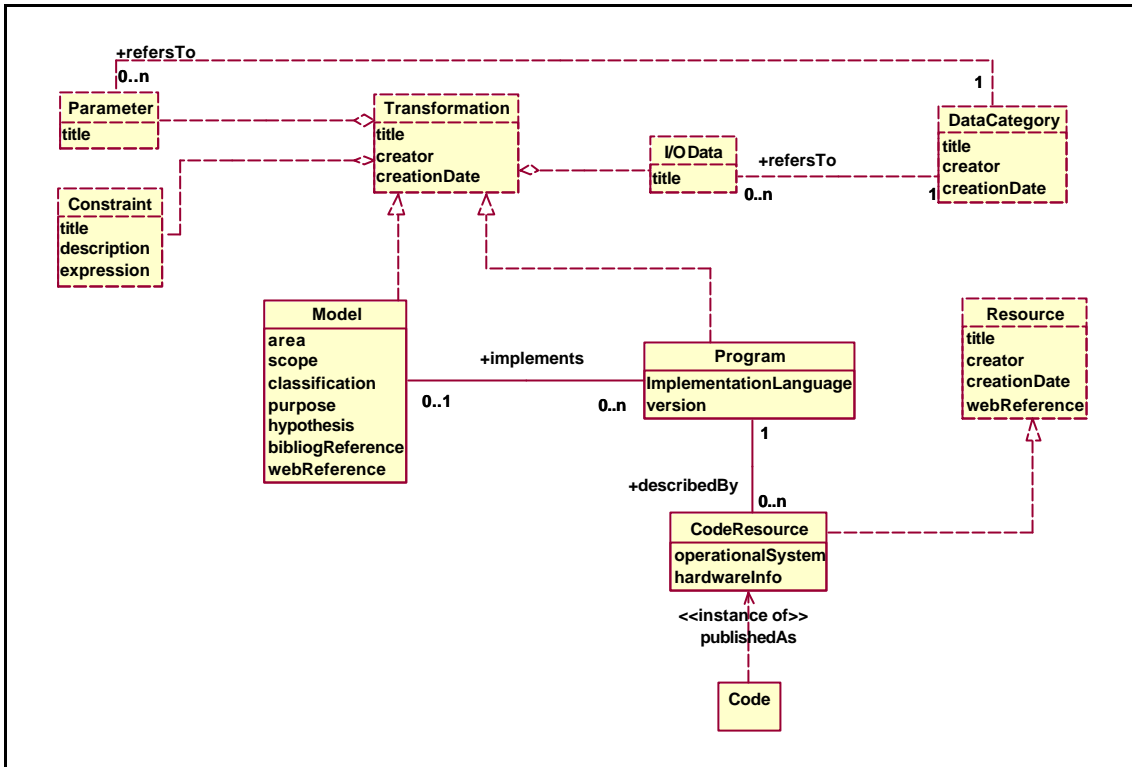 +refersTo
0..n
1
Parameter
title
Transformation
title
creator
creationDate
I/OData
title
+refersTo
0..n
1
DataCategory
title
creator
creationDate
Constraint
title
description
expression
Model
area
scope
classification
purpose
hypothesis
bibliogReference
webReference
+implements
0..1
0..n
Program
ImplementationLanguage
version
Resource
title
creator
creationDate
webReference
1
+describedBy
0..n
CodeResource
operationalSystem
hardwareInfo
<<instance of>>
publishedAs
Code